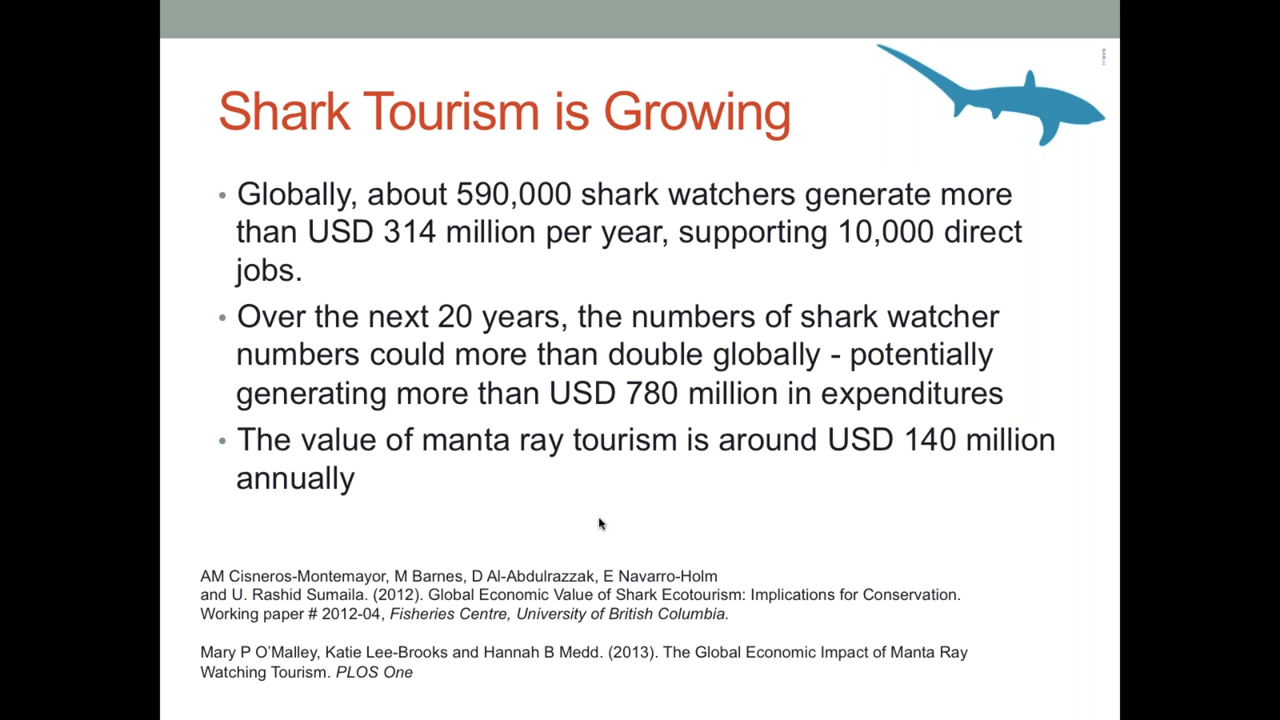 Shark Tourism is Growing
• Globally, about 590,000 shark watchers generate more
than USD 314 million per year, supporting 10,000 direct
jobs.
• Over the next 20 years, the numbers of shark watcher
numbers could more than double globally - potentially
generating more than USD 780 million in expenditures
• The value of manta ray tourism is around USD 140 million
annually
AM Cisneros-Montemayor, M Barnes, D Al-Abdulrazzak, E Navarro-Holm
and U. Rashid Sumaila. (2012). Global Economic Value of Shark Ecotourism: Implications for Conservation.
Working paper # 2012-04, Fisheries Centre, University of British Columbia.
Mary P O’Malley, Katie Lee-Brooks and Hannah B Medd. (2013). The Global Economic Impact of Manta Ray
Watching Tourism. PLOS One